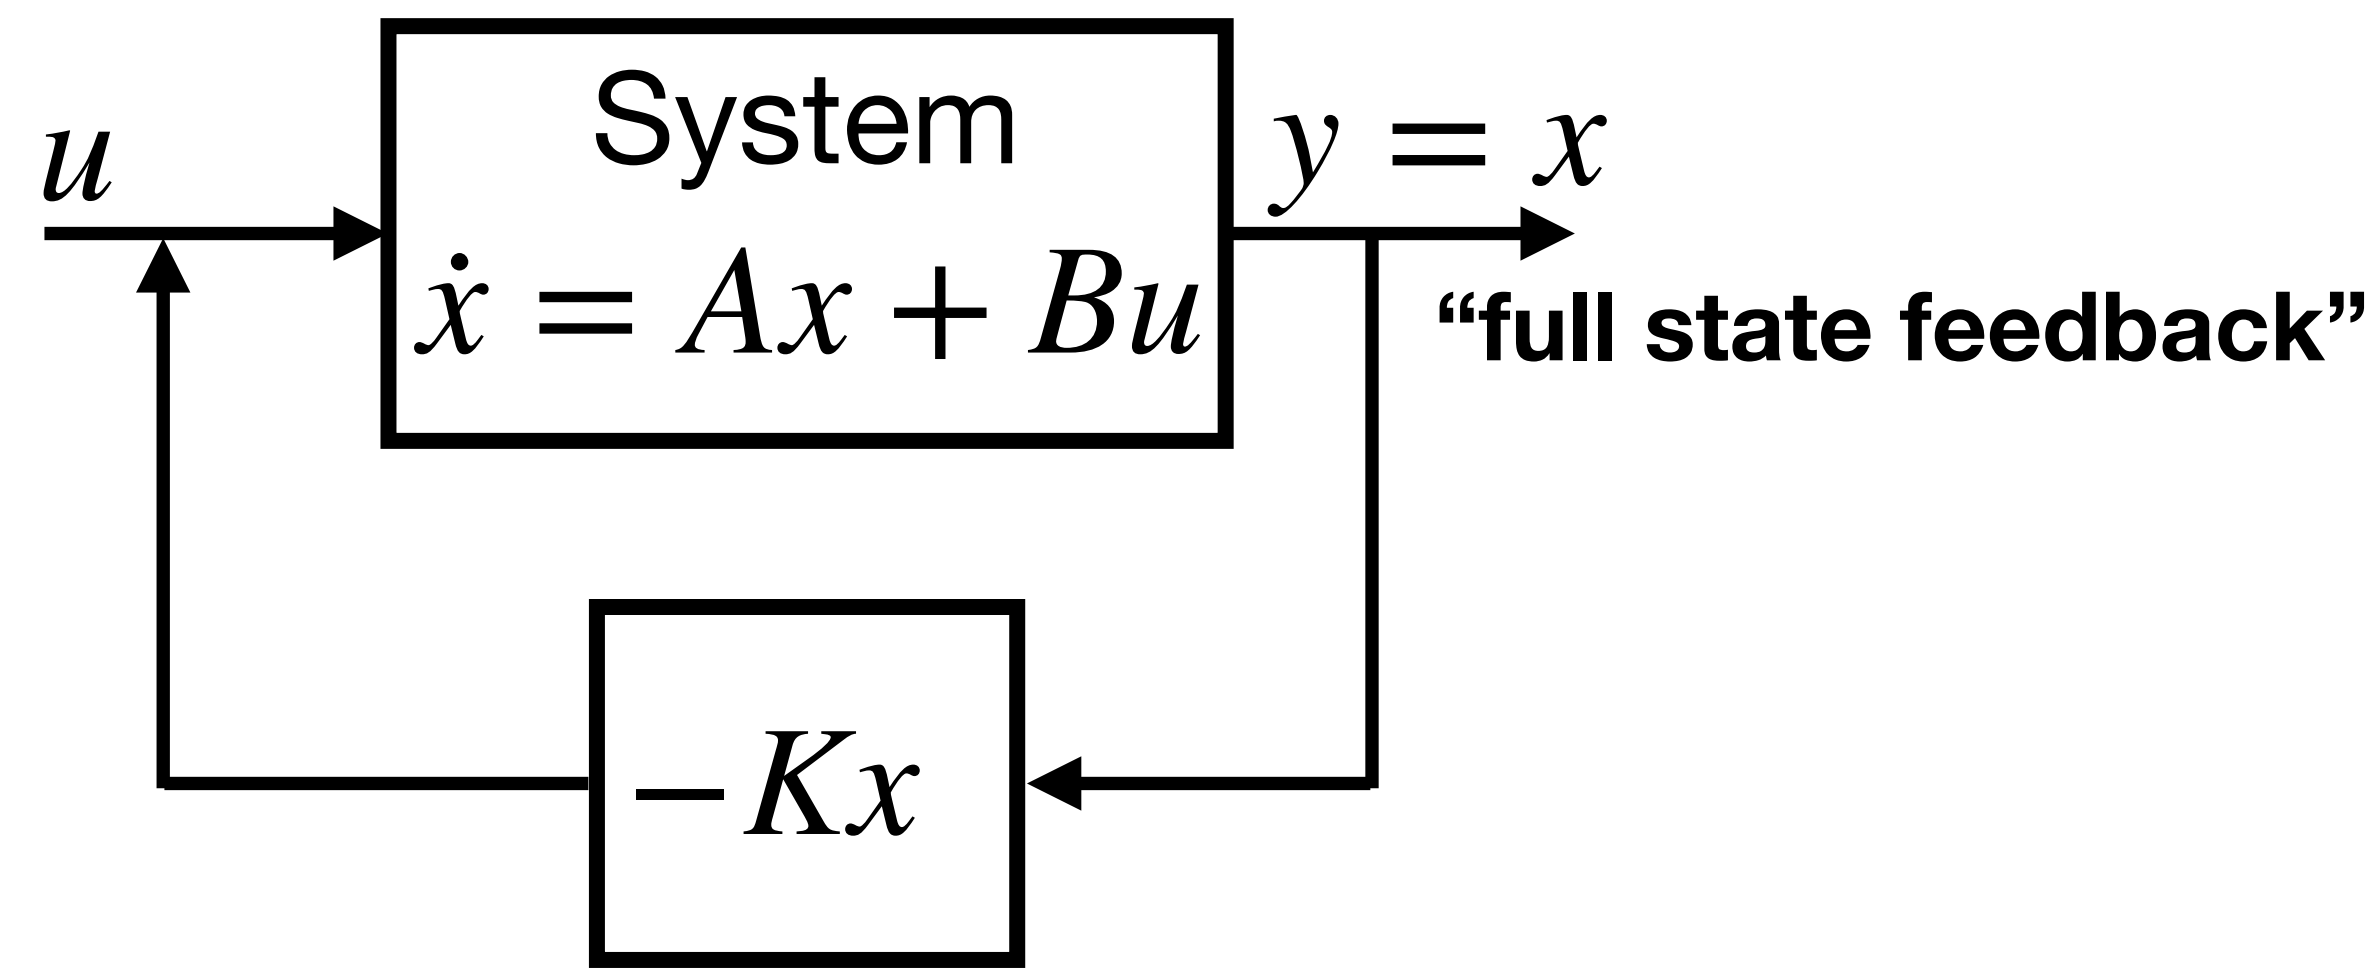 u
System
ẋ = Ax + Bu
y = x
“full state feedback”
−Kx